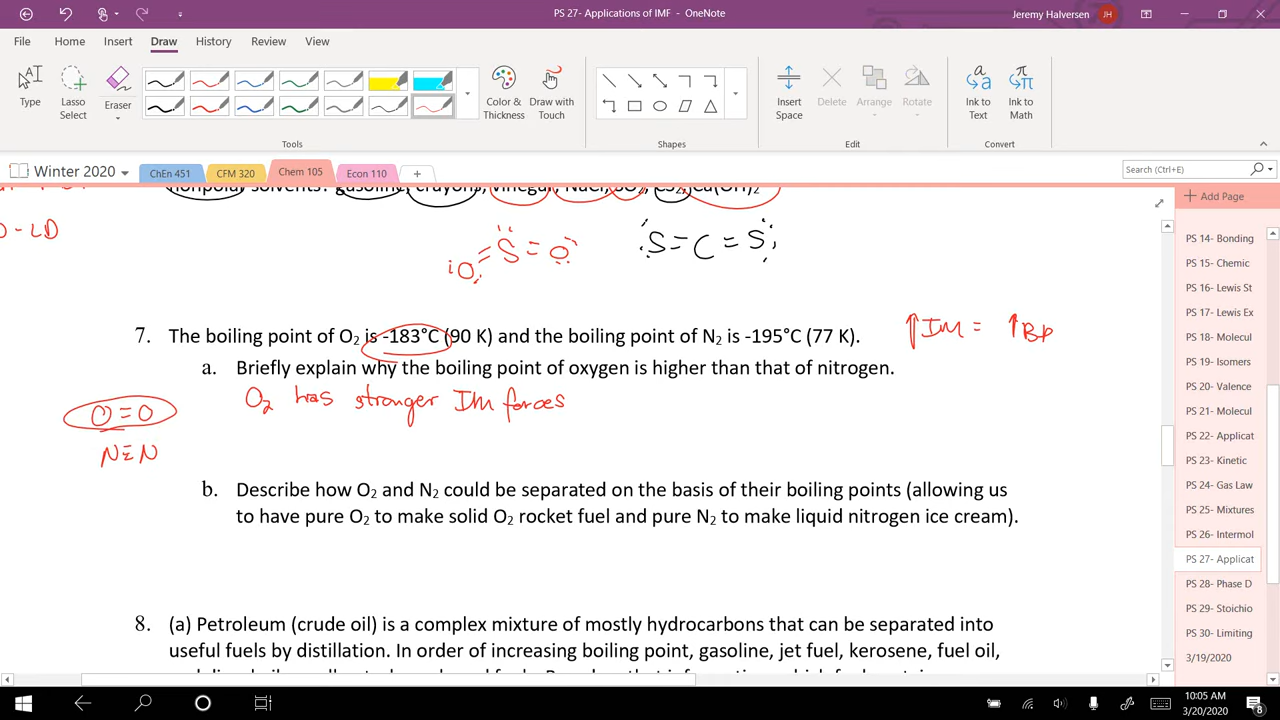 PS 27- Applications of IMF - OneNote
Jeremy Halversen JH
File Home Insert Draw History Review View
Type Lasso Select Eraser Color & Thickness Draw with Touch Insert Space Delete Arrange Rotate Ink to Text Ink to Math
Tools Shapes Edit Convert
Winter 2020 ChEn 451 CFM 320 Chem 105 Econ 110 Search (Ctrl+E)
nonpolar solvents: gasoline, crayons, vinegar, NaCl, SO2, CS2, Ca(OH)2
Add Page
- LD
O = S = O
S = C = S
7. The boiling point of O2 is -183°C (90 K) and the boiling point of N2 is -195°C (77 K).
↑IM = ↑BP
a. Briefly explain why the boiling point of oxygen is higher than that of nitrogen.
O2 has stronger IM forces
O = O
N≡N
b. Describe how O2 and N2 could be separated on the basis of their boiling points (allowing us
to have pure O2 to make solid O2 rocket fuel and pure N2 to make liquid nitrogen ice cream).
8. (a) Petroleum (crude oil) is a complex mixture of mostly hydrocarbons that can be separated into
useful fuels by distillation. In order of increasing boiling point, gasoline, jet fuel, kerosene, fuel oil,
PS 14- Bonding
PS 15- Chemic
PS 16- Lewis St
PS 17- Lewis Ex
PS 18- Molecul
PS 19- Isomers
PS 20- Valence
PS 21- Molecul
PS 22- Applicat
PS 23- Kinetic
PS 24- Gas Law
PS 25- Mixtures
PS 26- Intermol
PS 27- Applicat
PS 28- Phase D
PS 29- Stoichio
PS 30- Limiting
3/19/2020
10:05 AM
3/20/2020
8